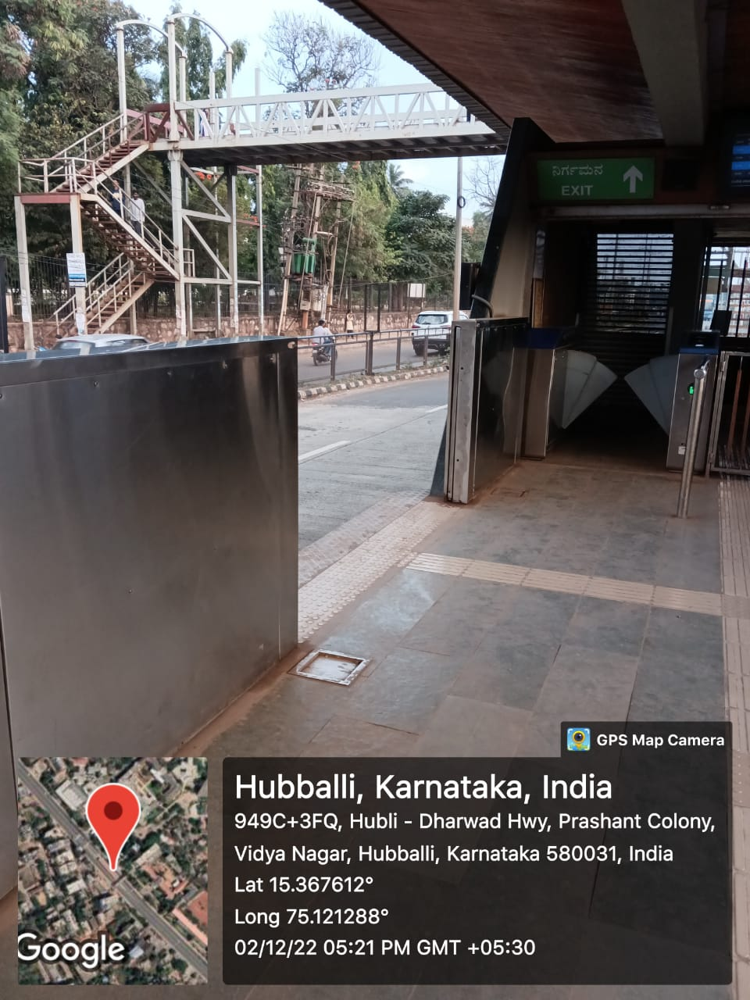 ನಿರ್ಗಮನ
EXIT
GPS Map Camera
Hubballi, Karnataka, India
949C+3FQ, Hubli - Dharwad Hwy, Prashant Colony,
Vidya Nagar, Hubballi, Karnataka 580031, India
Lat 15.367612°
Long 75.121288°
02/12/22 05:21 PM GMT +05:30
Google